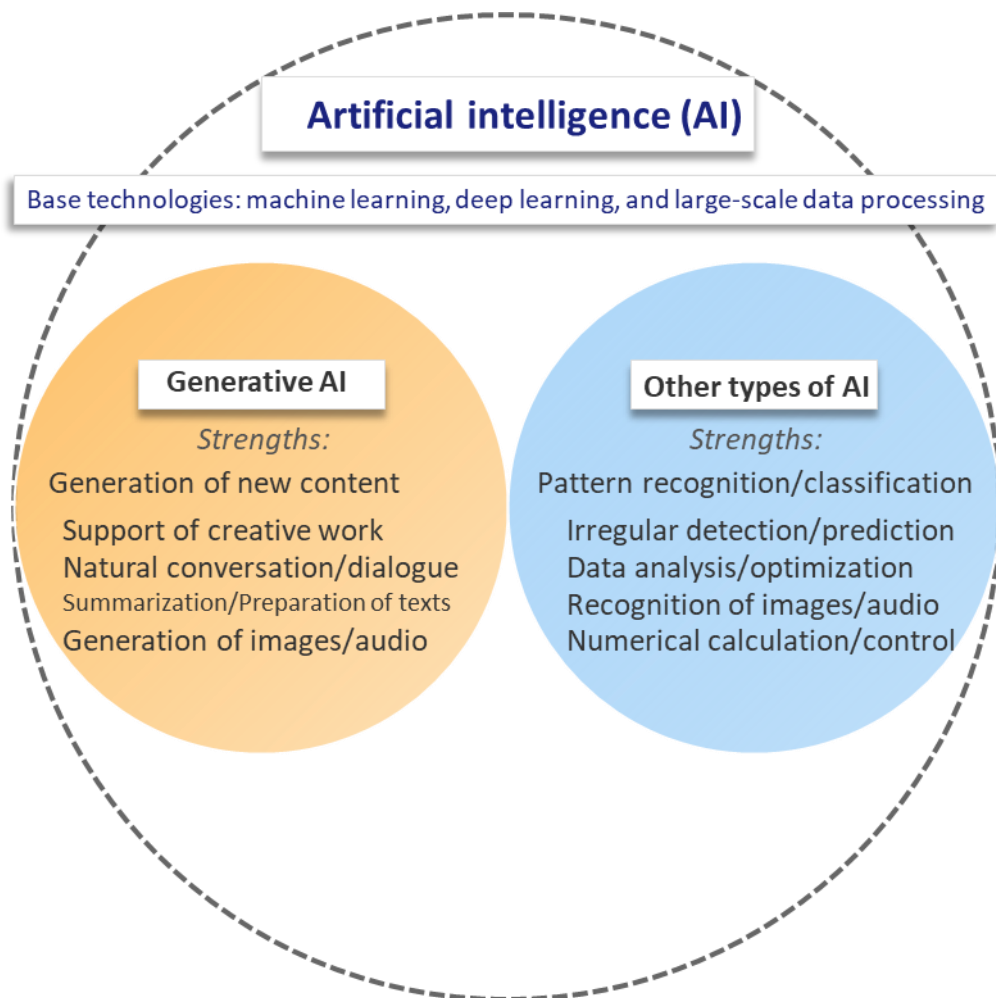 Artificial intelligence (AI)
Base technologies: machine learning, deep learning, and large-scale data processing
Generative AI
Strengths:
Generation of new content
Support of creative work
Natural conversation/dialogue
Summarization/Preparation of texts
Generation of images/audio
Other types of AI
Strengths:
Pattern recognition/classification
Irregular detection/prediction
Data analysis/optimization
Recognition of images/audio
Numerical calculation/control